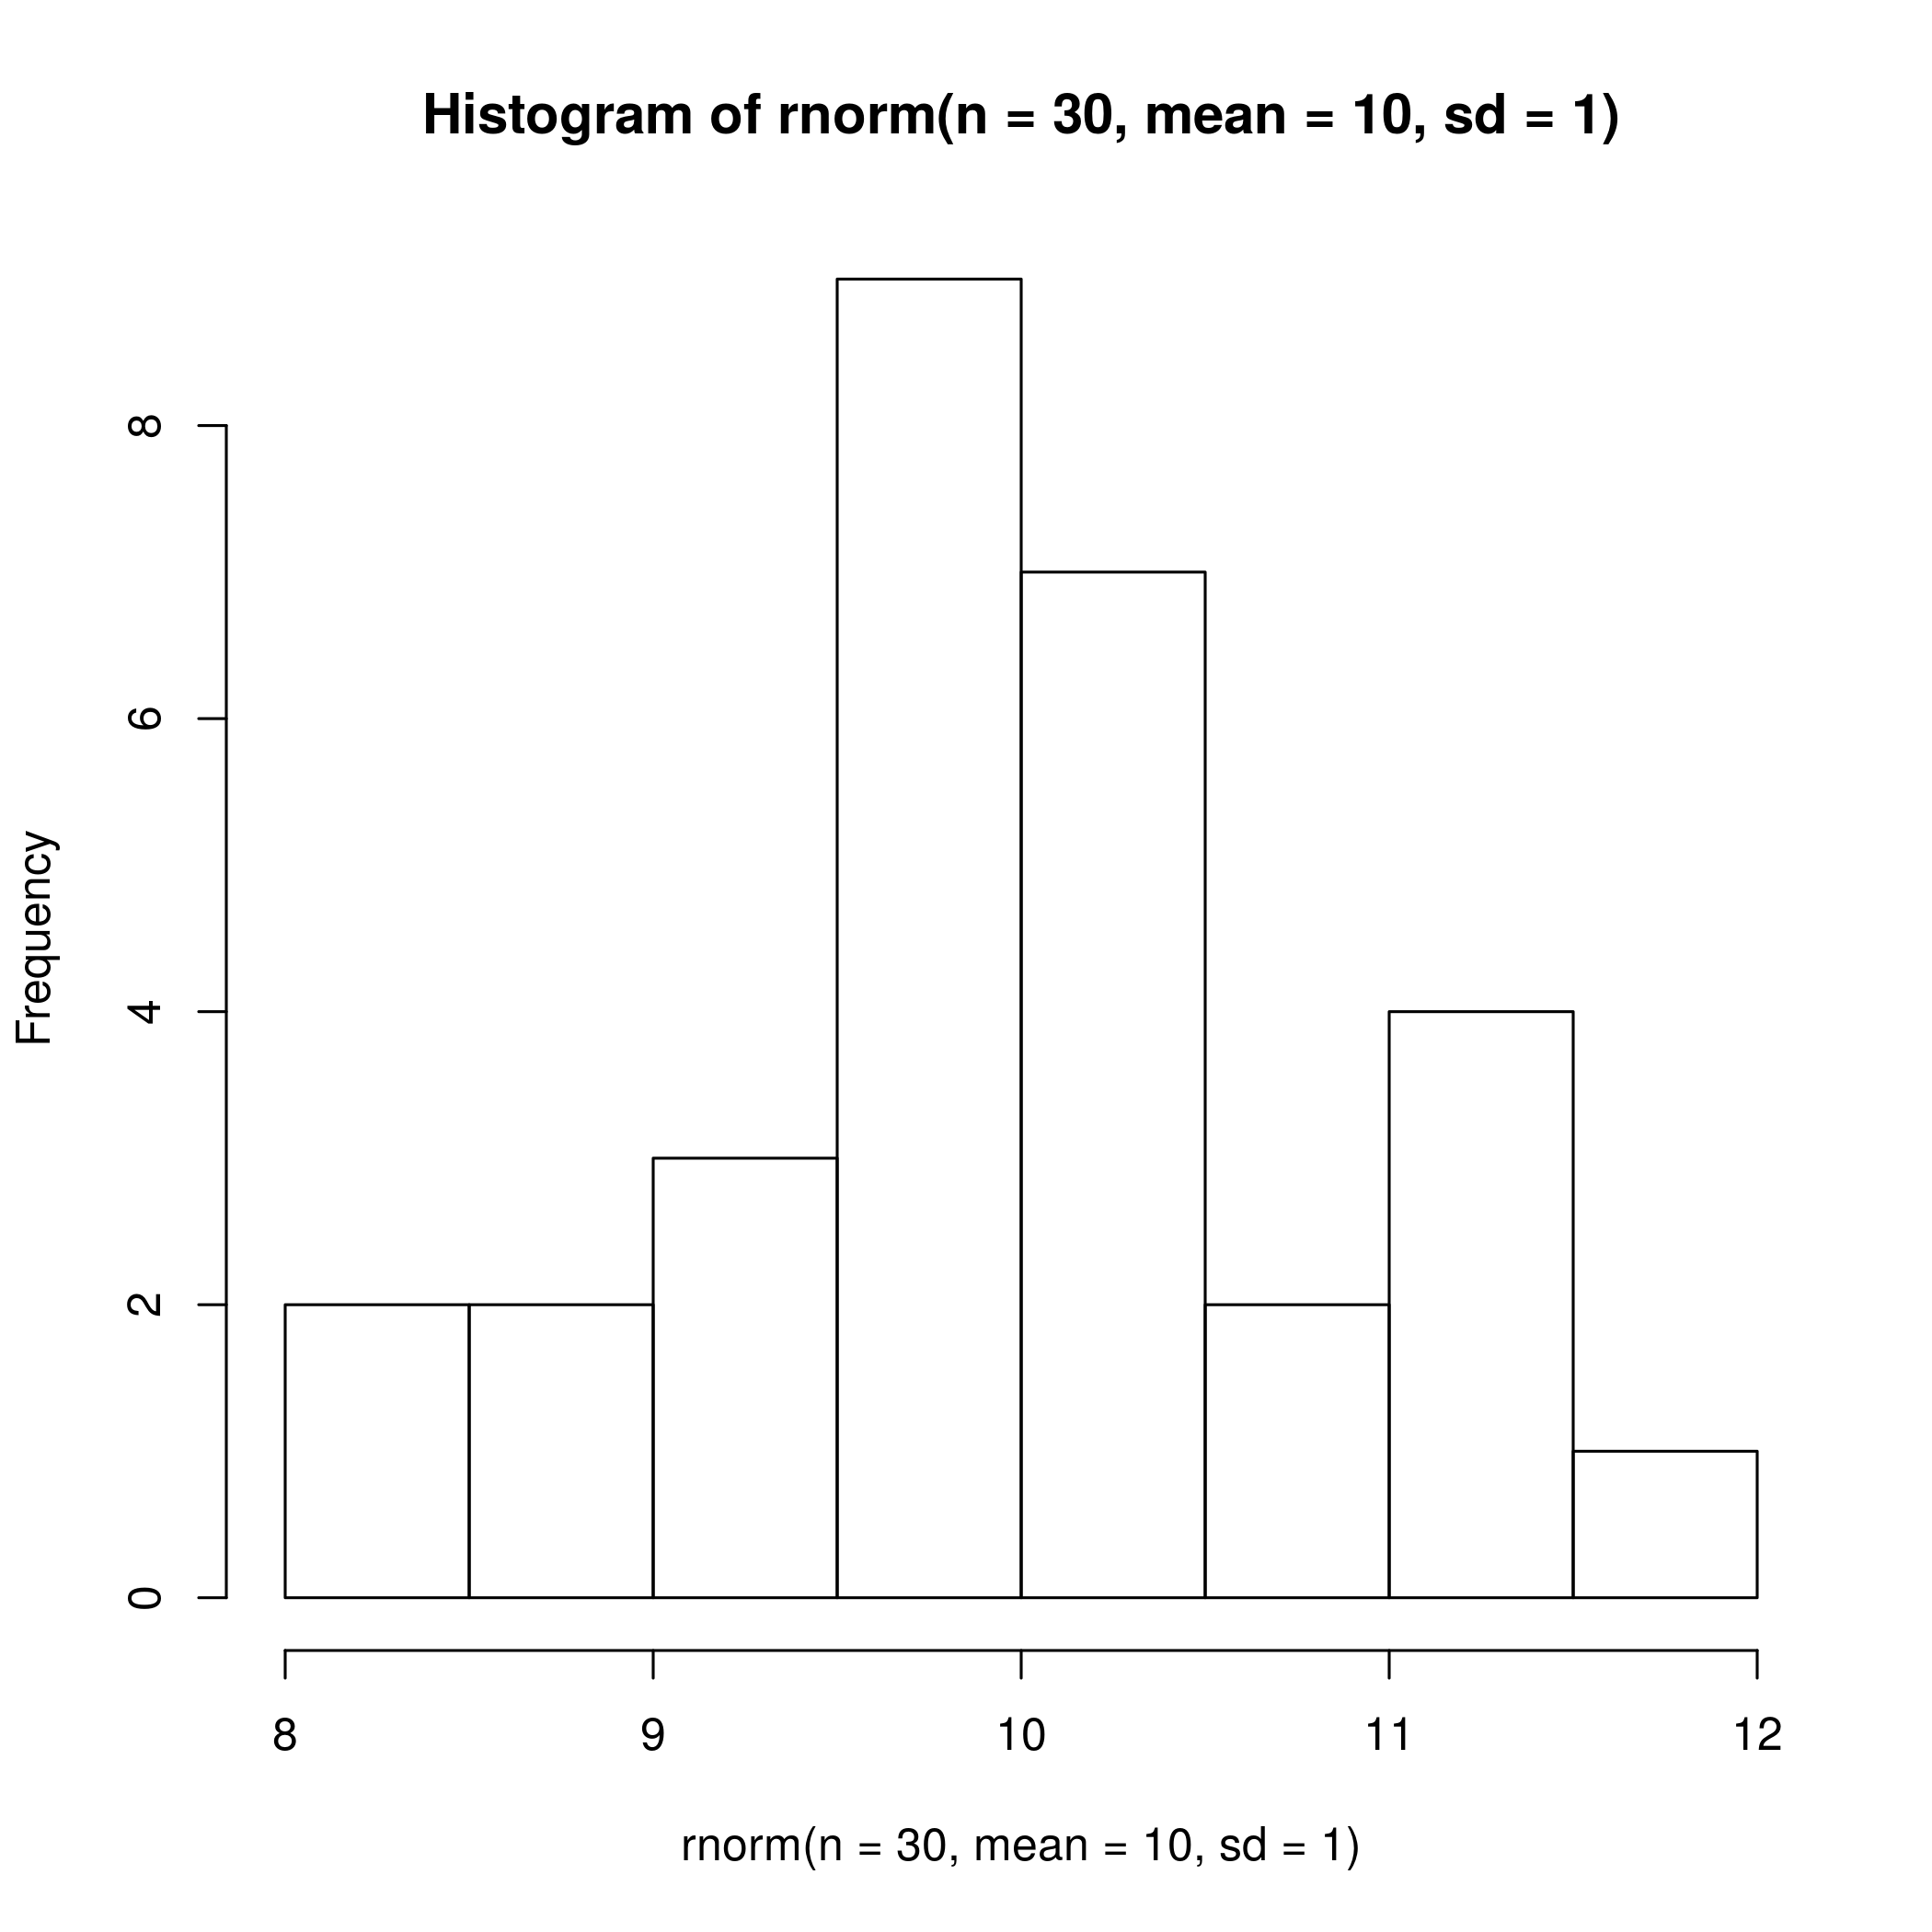 Histogram of rnorm(n = 30, mean = 10, sd = 1)
Frequency
8
6
4
2
0
8 9 10 11 12
rnorm(n = 30, mean = 10, sd = 1)